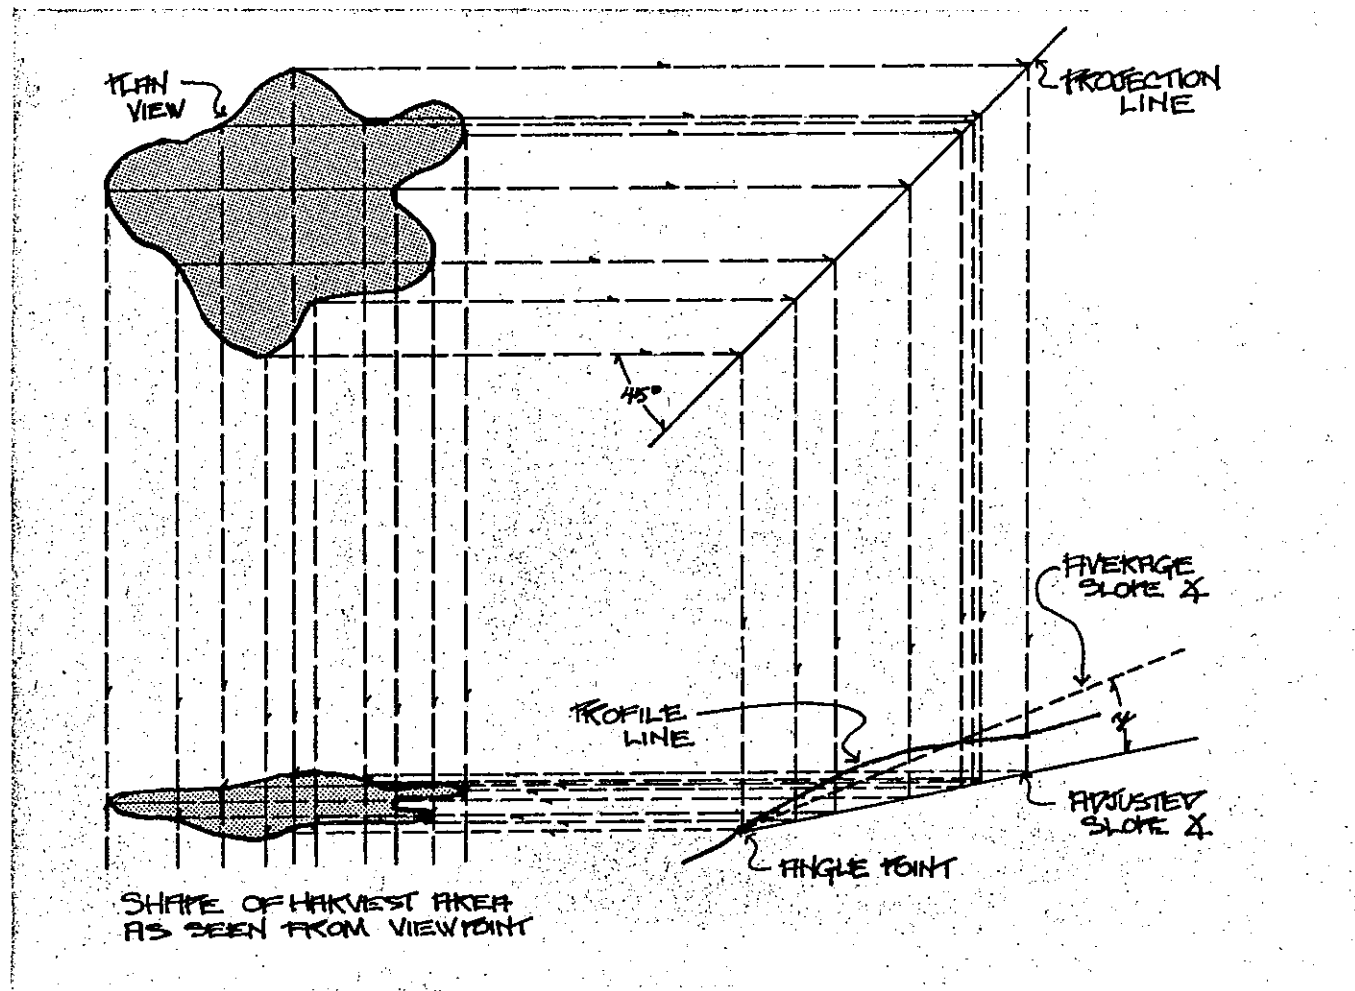 PLAN
VIEW
PROJECTION
LINE
45°
AVERAGE
SLOPE ∡
PROFILE
LINE
∡
ADJUSTED
SLOPE ∡
ANGLE POINT
SHAPE OF HARVEST AREA
AS SEEN FROM VIEWPOINT